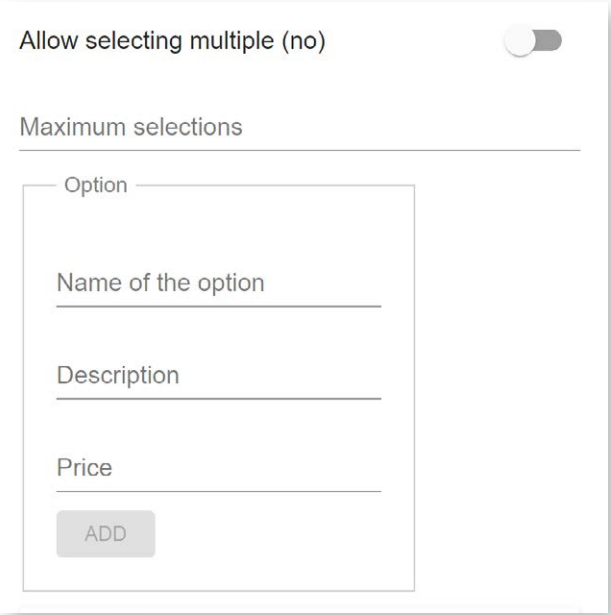 Allow selecting multiple (no)
Maximum selections
Option
Name of the option
Description
Price
ADD